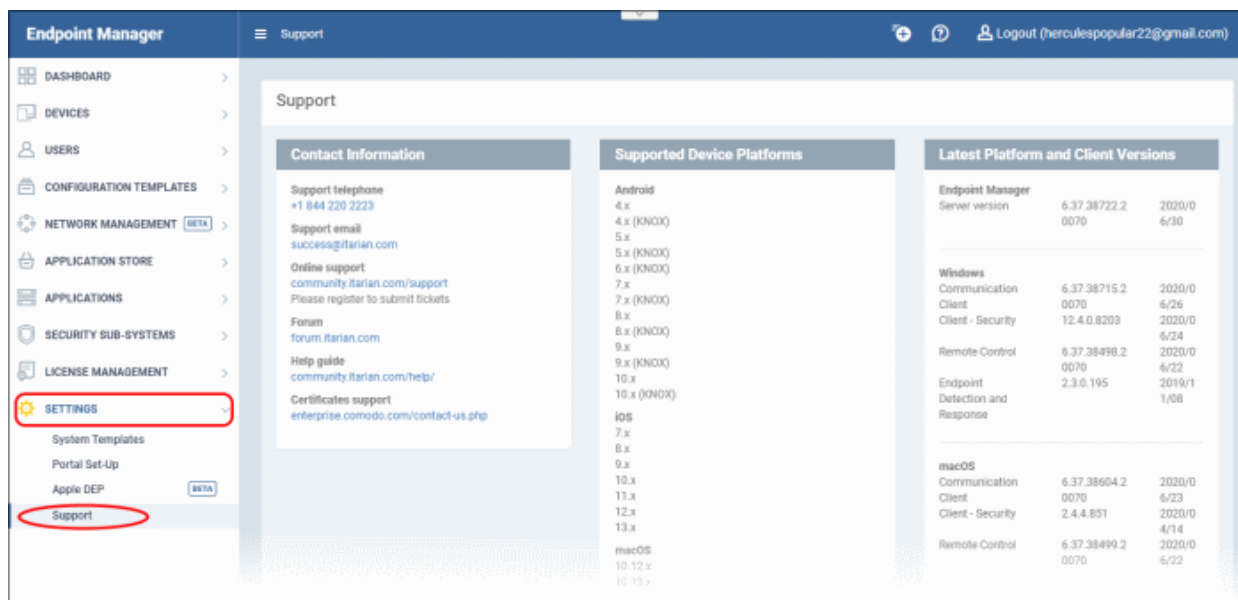 Endpoint Manager
Support
Logout (herculespopular22@gmail.com)
DASHBOARD
DEVICES
USERS
CONFIGURATION TEMPLATES
NETWORK MANAGEMENT BETA
APPLICATION STORE
APPLICATIONS
SECURITY SUB-SYSTEMS
LICENSE MANAGEMENT
SETTINGS
System Templates
Portal Set-Up
Apple DEP BETA
Support
Support
Contact Information
Support telephone
+1 844 220 2223
Support email
success@itarian.com
Online support
community.itarian.com/support
Please register to submit tickets
Forum
forum.itarian.com
Help guide
community.itarian.com/help/
Certificates support
enterprise.comodo.com/contact-us.php
Supported Device Platforms
Android
4.x
4.x (KNOX)
5.x
5.x (KNOX)
6.x (KNOX)
7.x
7.x (KNOX)
8.x
8.x (KNOX)
9.x
9.x (KNOX)
10.x
10.x (KNOX)
iOS
7.x
8.x
9.x
10.x
11.x
12.x
13.x
macOS
10.12.x
10.13.x
Latest Platform and Client Versions
Endpoint Manager
Server version 6.37.38722.2 2020/0
0070 6/30
Windows
Communication 6.37.38715.2 2020/0
Client 0070 6/26
Client - Security 12.4.0.8203 2020/0
6/24
Remote Control 6.37.38498.2 2020/0
0070 6/22
Endpoint 2.3.0.195 2019/1
Detection and 1/08
Response
macOS
Communication 6.37.38604.2 2020/0
Client 0070 6/23
Client - Security 2.4.4.851 2020/0
4/14
Remote Control 6.37.38499.2 2020/0
0070 6/22